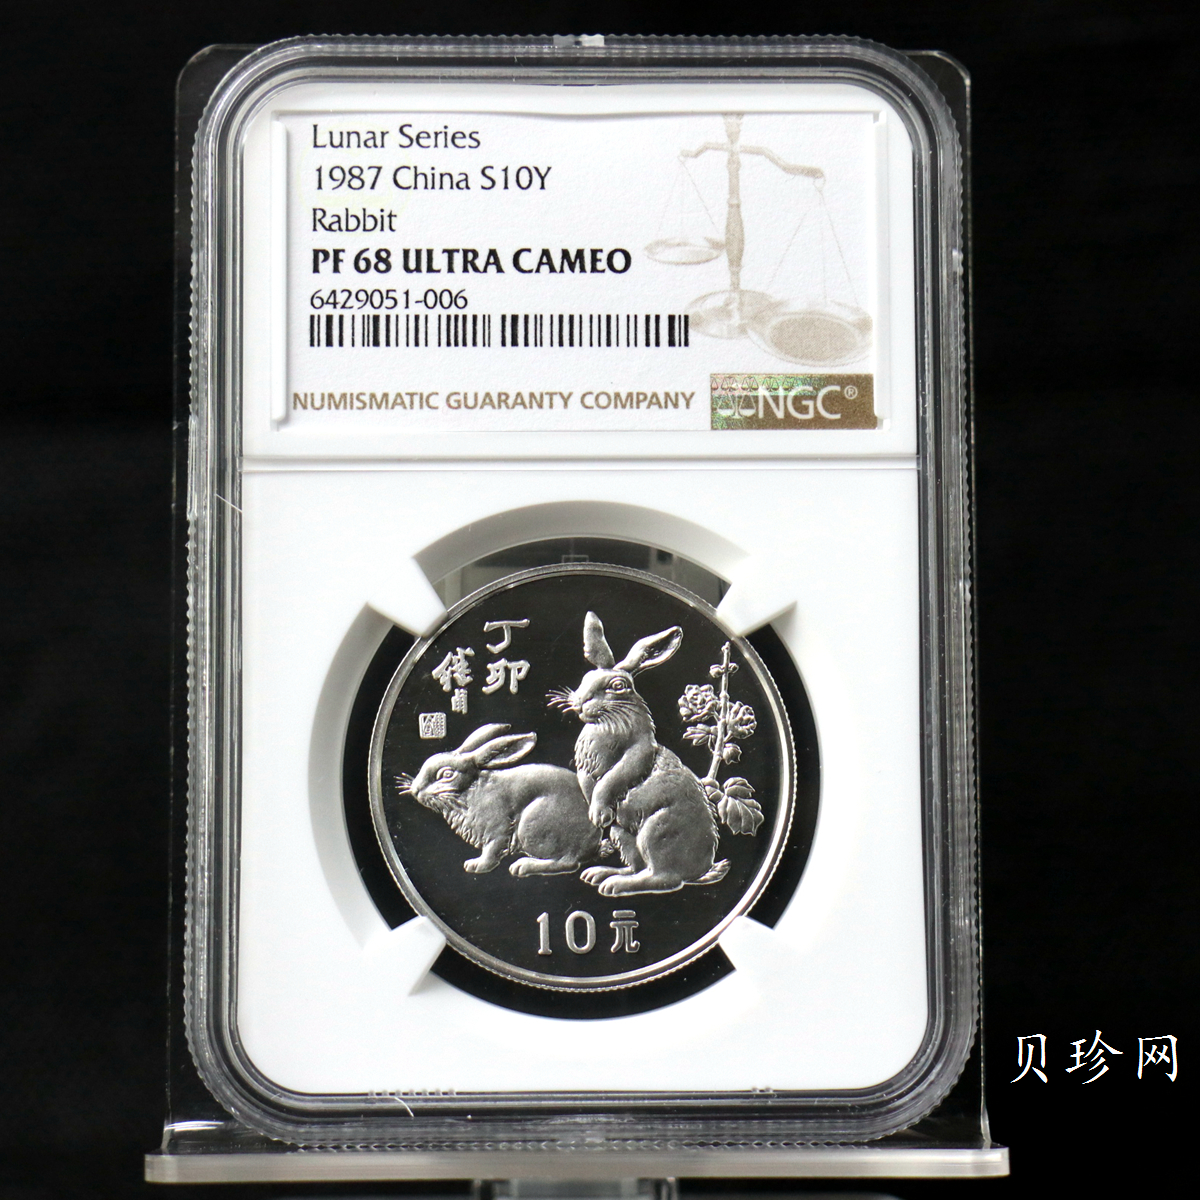 Lunar Series
1987 China S10Y
Rabbit
PF 68 ULTRA CAMEO
6429051-006
NUMISMATIC GUARANTY COMPANY
NGC®
丁卯
10元
贝珍网